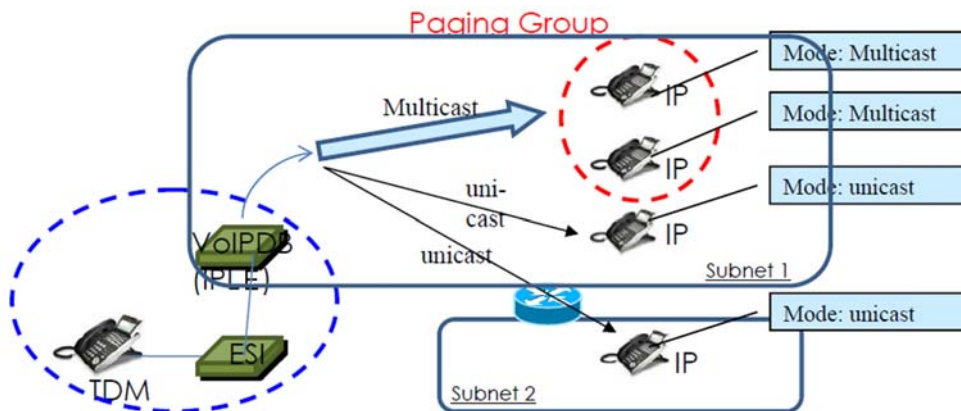 Paging Group
Mode: Multicast
IP
Multicast
Mode: Multicast
IP
Mode: unicast
uni-
cast
IP
VoIPDB
(IPLE)
unicast
Subnet 1
Mode: unicast
ESI
IP
TDM
Subnet 2